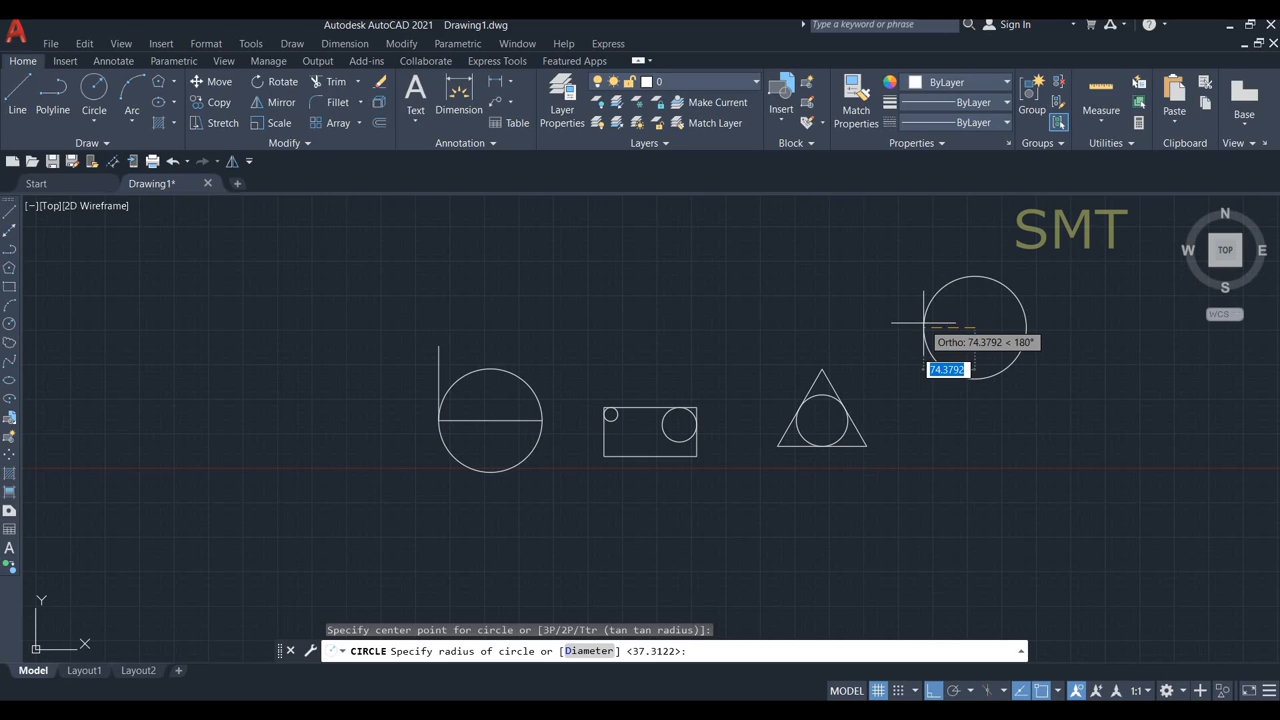 Autodesk AutoCAD 2021 Drawing1.dwg
Type a keyword or phrase
Sign In
File Edit View Insert Format Tools Draw Dimension Modify Parametric Window Help Express
Home Insert Annotate Parametric View Manage Output Add-ins Collaborate Express Tools Featured Apps
Line
Polyline
Circle
Arc
Draw
Move
Rotate
Trim
Copy
Mirror
Fillet
Stretch
Scale
Array
Modify
Text
Dimension
Table
Annotation
Layer
Properties
0
Make Current
Match Layer
Layers
Insert
Block
Match
Properties
ByLayer
ByLayer
ByLayer
Properties
Group
Groups
Measure
Utilities
Paste
Clipboard
Base
View
Start
Drawing1*
[−][Top][2D Wireframe]
SMT
N
W
TOP
E
S
WCS
Ortho: 74.3792 < 180°
74.3792
Y
X
Specify center point for circle or [3P/2P/Ttr (tan tan radius)]:
CIRCLE Specify radius of circle or [Diameter] <37.3122>:
Model Layout1 Layout2
MODEL
1:1